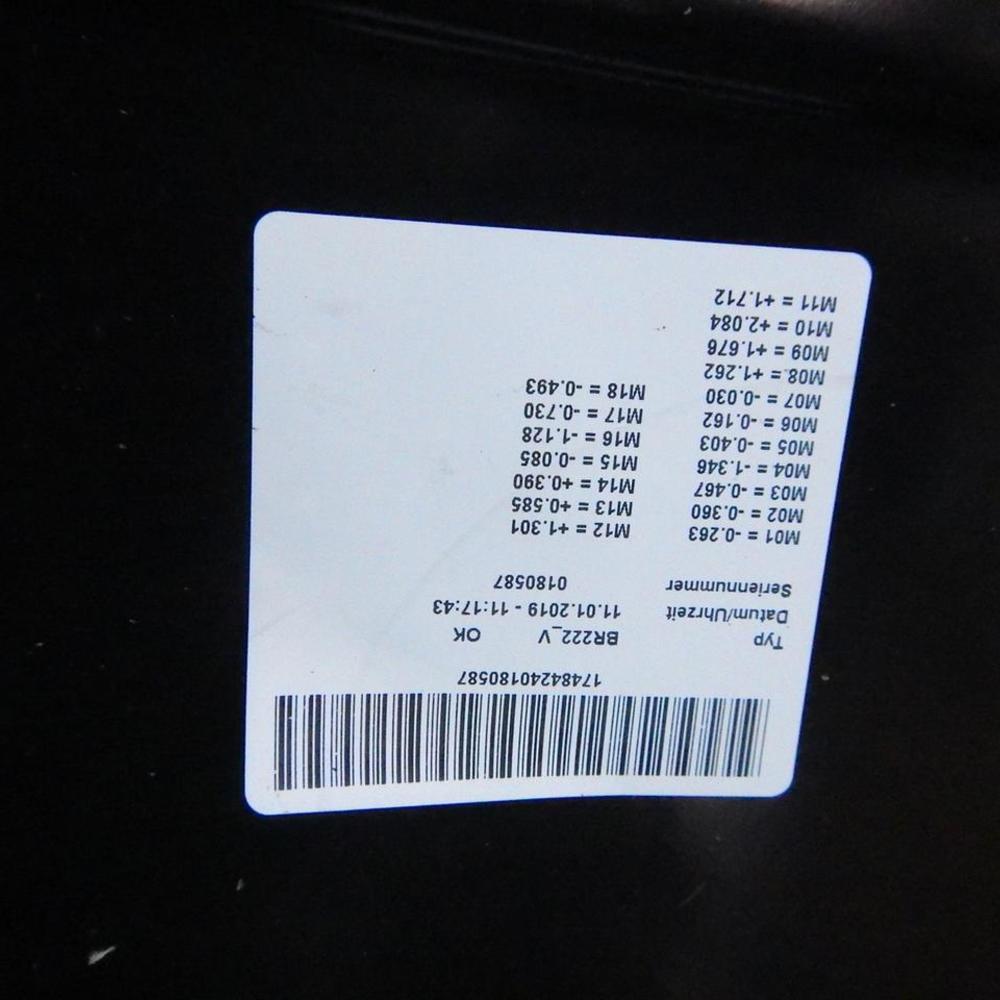 17484240180587
Typ BR222_V OK
Datum/Uhrzeit 11.01.2019 - 11:17:43
Seriennummer 0180587
M01 = -0.263 M12 = +1.301
M02 = -0.360 M13 = +0.585
M03 = -0.467 M14 = +0.390
M04 = -1.346 M15 = -0.085
M05 = -0.403 M16 = -1.128
M06 = -0.162 M17 = -0.730
M07 = -0.030 M18 = -0.493
M08 = +1.262
M09 = +1.676
M10 = +2.084
M11 = +1.712